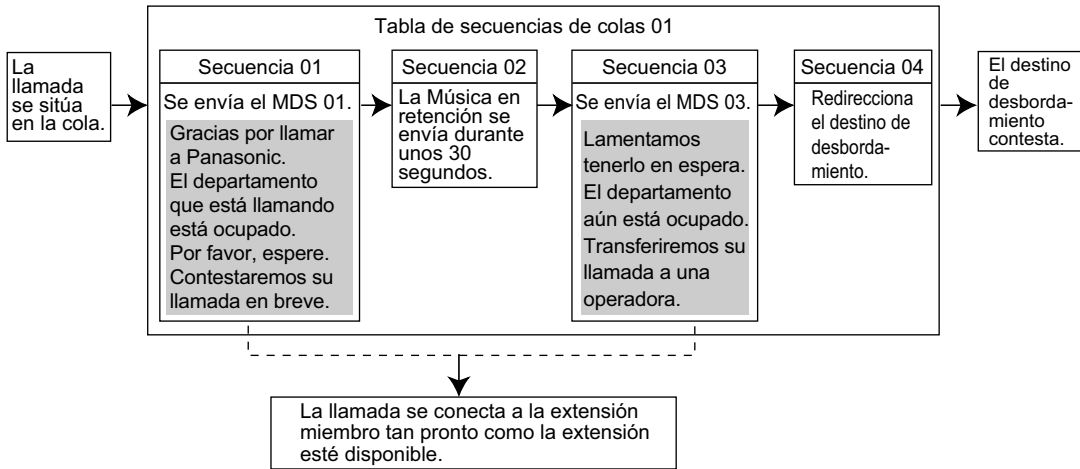 Tabla de secuencias de colas 01
La
llamada
se sitúa
en la cola.
Secuencia 01
Se envía el MDS 01.
Gracias por llamar
a Panasonic.
El departamento
que está llamando
está ocupado.
Por favor, espere.
Contestaremos su
llamada en breve.
Secuencia 02
La Música en
retención se
envía durante
unos 30
segundos.
Secuencia 03
Se envía el MDS 03.
Lamentamos
tenerlo en espera.
El departamento
aún está ocupado.
Transferiremos su
llamada a una
operadora.
Secuencia 04
Redirecciona
el destino de
desborda-
miento.
El destino
de
desborda-
miento
contesta.
La llamada se conecta a la extensión
miembro tan pronto como la extensión
esté disponible.